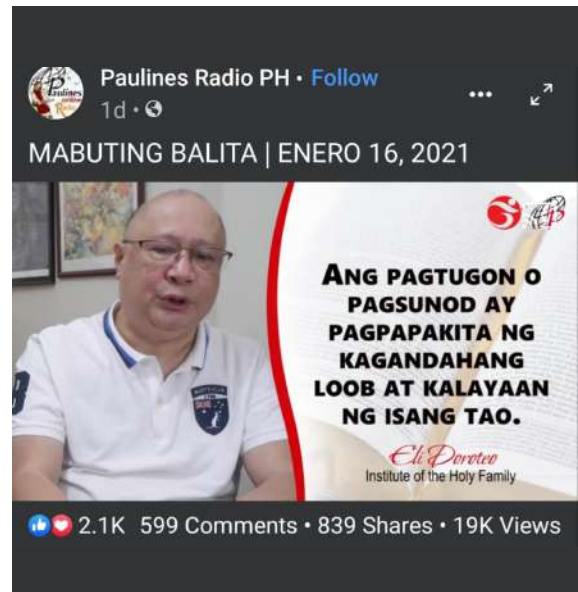 Paulines Radio PH • Follow
1d •
MABUTING BALITA | ENERO 16, 2021
Paulines
Radio
ANG PAGTUGON O
PAGSUNOD AY
PAGPAPAKITA NG
KAGANDAHANG
LOOB AT KALAYAAN
NG ISANG TAO.
Eli Doroteo
Institute of the Holy Family
2.1K 599 Comments • 839 Shares • 19K Views